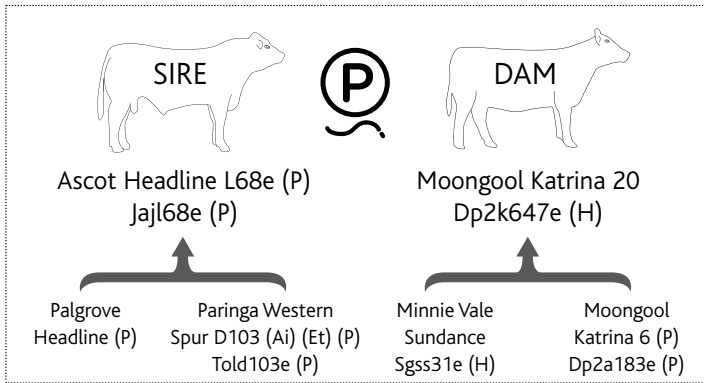 SIRE
P
DAM
Ascot Headline L68e (P)
Jajl68e (P)
Moongool Katrina 20
Dp2k647e (H)
Palgrove
Headline (P)
Paringa Western
Spur D103 (Ai) (Et) (P)
Told103e (P)
Minnie Vale
Sundance
Sgss31e (H)
Moongool
Katrina 6 (P)
Dp2a183e (P)